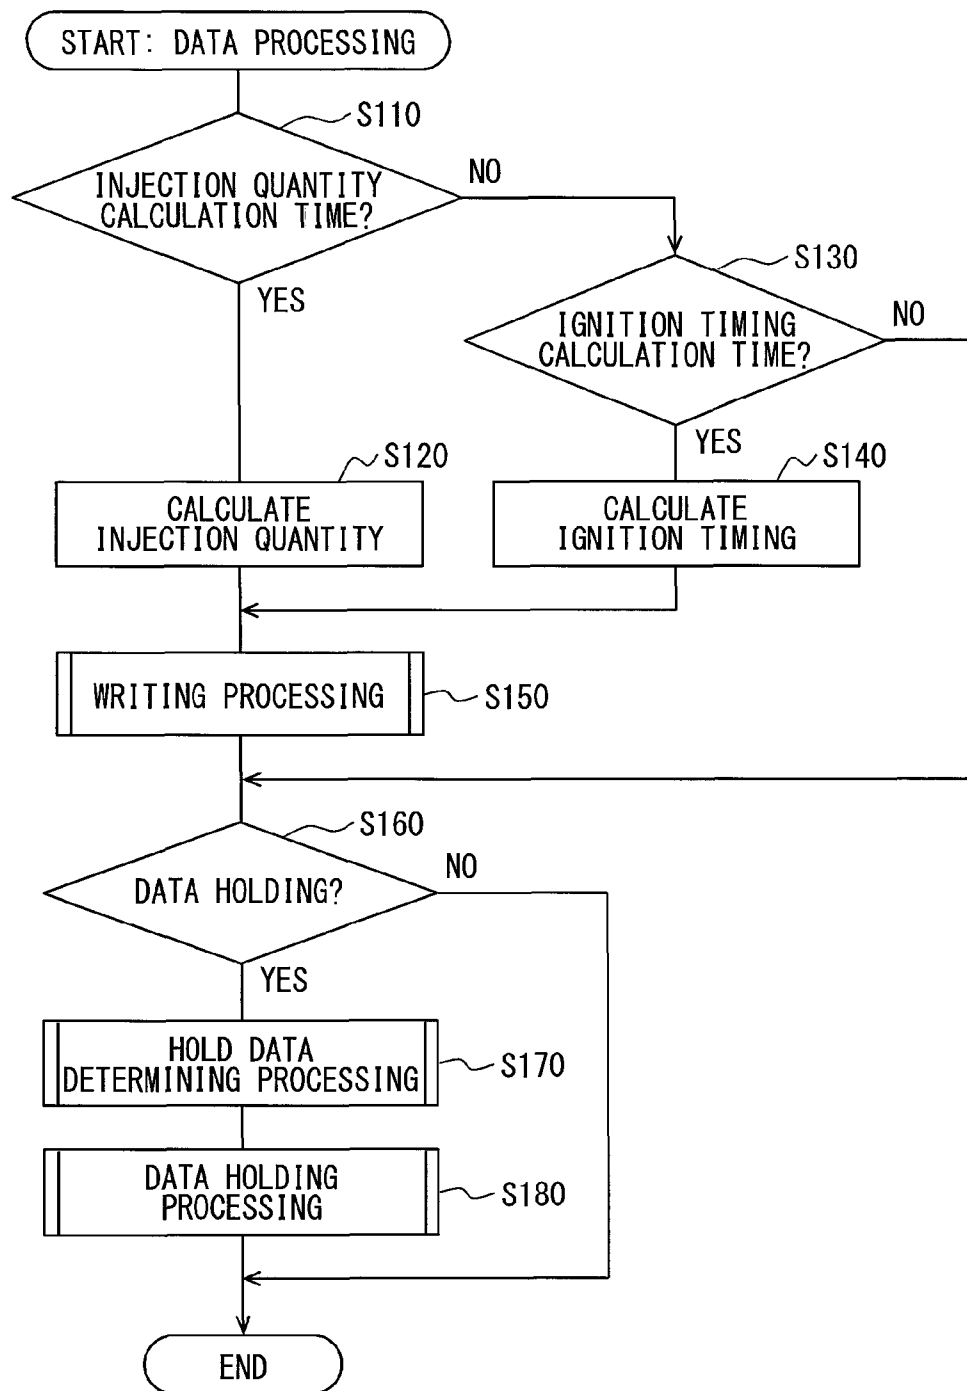 START: DATA PROCESSING
S110
INJECTION QUANTITY
CALCULATION TIME?
NO
YES
S130
IGNITION TIMING
CALCULATION TIME?
NO
YES
S120
CALCULATE
INJECTION QUANTITY
S140
CALCULATE
IGNITION TIMING
WRITING PROCESSING
S150
S160
DATA HOLDING?
NO
YES
HOLD DATA
DETERMINING PROCESSING
S170
DATA HOLDING
PROCESSING
S180
END